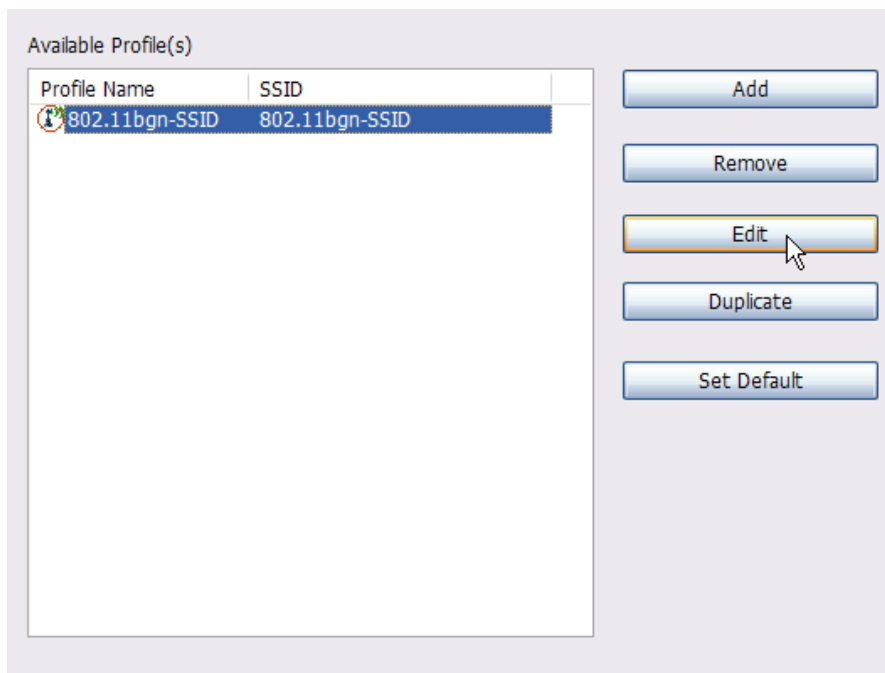 Available Profile(s)
Profile Name SSID
802.11bgn-SSID 802.11bgn-SSID
Add
Remove
Edit
Duplicate
Set Default